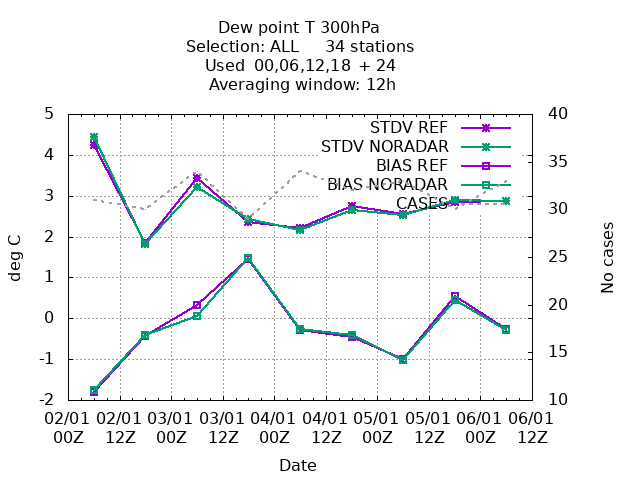 Dew point T 300hPa
Selection: ALL 34 stations
Used 00,06,12,18 + 24
Averaging window: 12h
STDV REF
STDV NORADAR
BIAS REF
BIAS NORADAR
CASES
5
4
3
2
1
0
-1
-2
deg C
40
35
30
25
20
15
10
No cases
02/01 02/01 03/01 03/01 04/01 04/01 05/01 05/01 06/01 06/01
00Z 12Z 00Z 12Z 00Z 12Z 00Z 12Z 00Z 12Z
Date